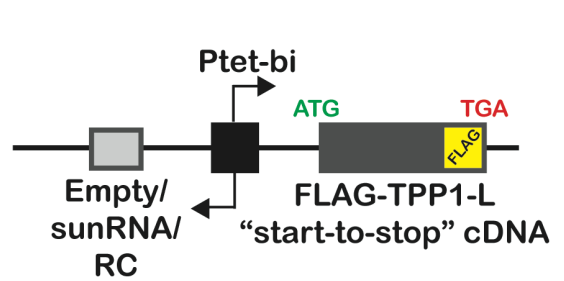 Ptet-bi
ATG
TGA
FLAG
Empty/
sunRNA/
RC
FLAG-TPP1-L
“start-to-stop” cDNA